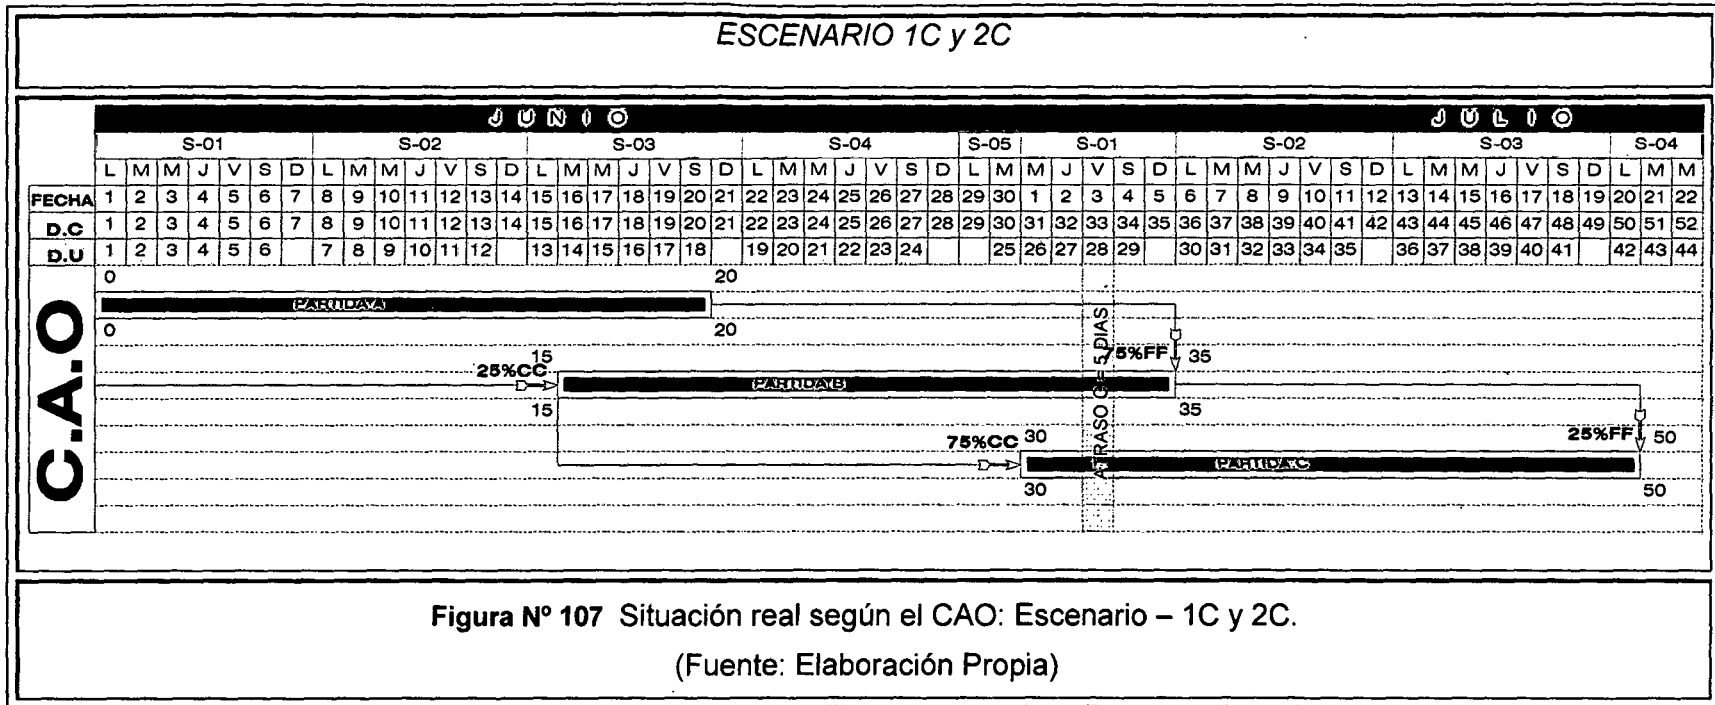 ESCENARIO 1C y 2C
JUNIO JULIO
S-01 S-02 S-03 S-04 S-05 S-01 S-02 S-03 S-04
L M M J V S D L M M J V S D L M M J V S D L M M J V S D L M M J V S D L M M J V S D L M M J V S D L M M
FECHA 1 2 3 4 5 6 7 8 9 10 11 12 13 14 15 16 17 18 19 20 21 22 23 24 25 26 27 28 29 30 1 2 3 4 5 6 7 8 9 10 11 12 13 14 15 16 17 18 19 20 21 22
D.C 1 2 3 4 5 6 7 8 9 10 11 12 13 14 15 16 17 18 19 20 21 22 23 24 25 26 27 28 29 30 31 32 33 34 35 36 37 38 39 40 41 42 43 44 45 46 47 48 49 50 51 52
D.U 1 2 3 4 5 6 7 8 9 10 11 12 13 14 15 16 17 18 19 20 21 22 23 24 25 26 27 28 29 30 31 32 33 34 35 36 37 38 39 40 41 42 43 44
C.A.O
0 20
PARTIDA A
0 20
15 75%FF 35
25%CC
PARTIDA B
15 35
ATRASO G= 5 DIAS
75%CC 30 25%FF 50
PARTIDA C
30 50
Figura Nº 107 Situación real según el CAO: Escenario – 1C y 2C.
(Fuente: Elaboración Propia)